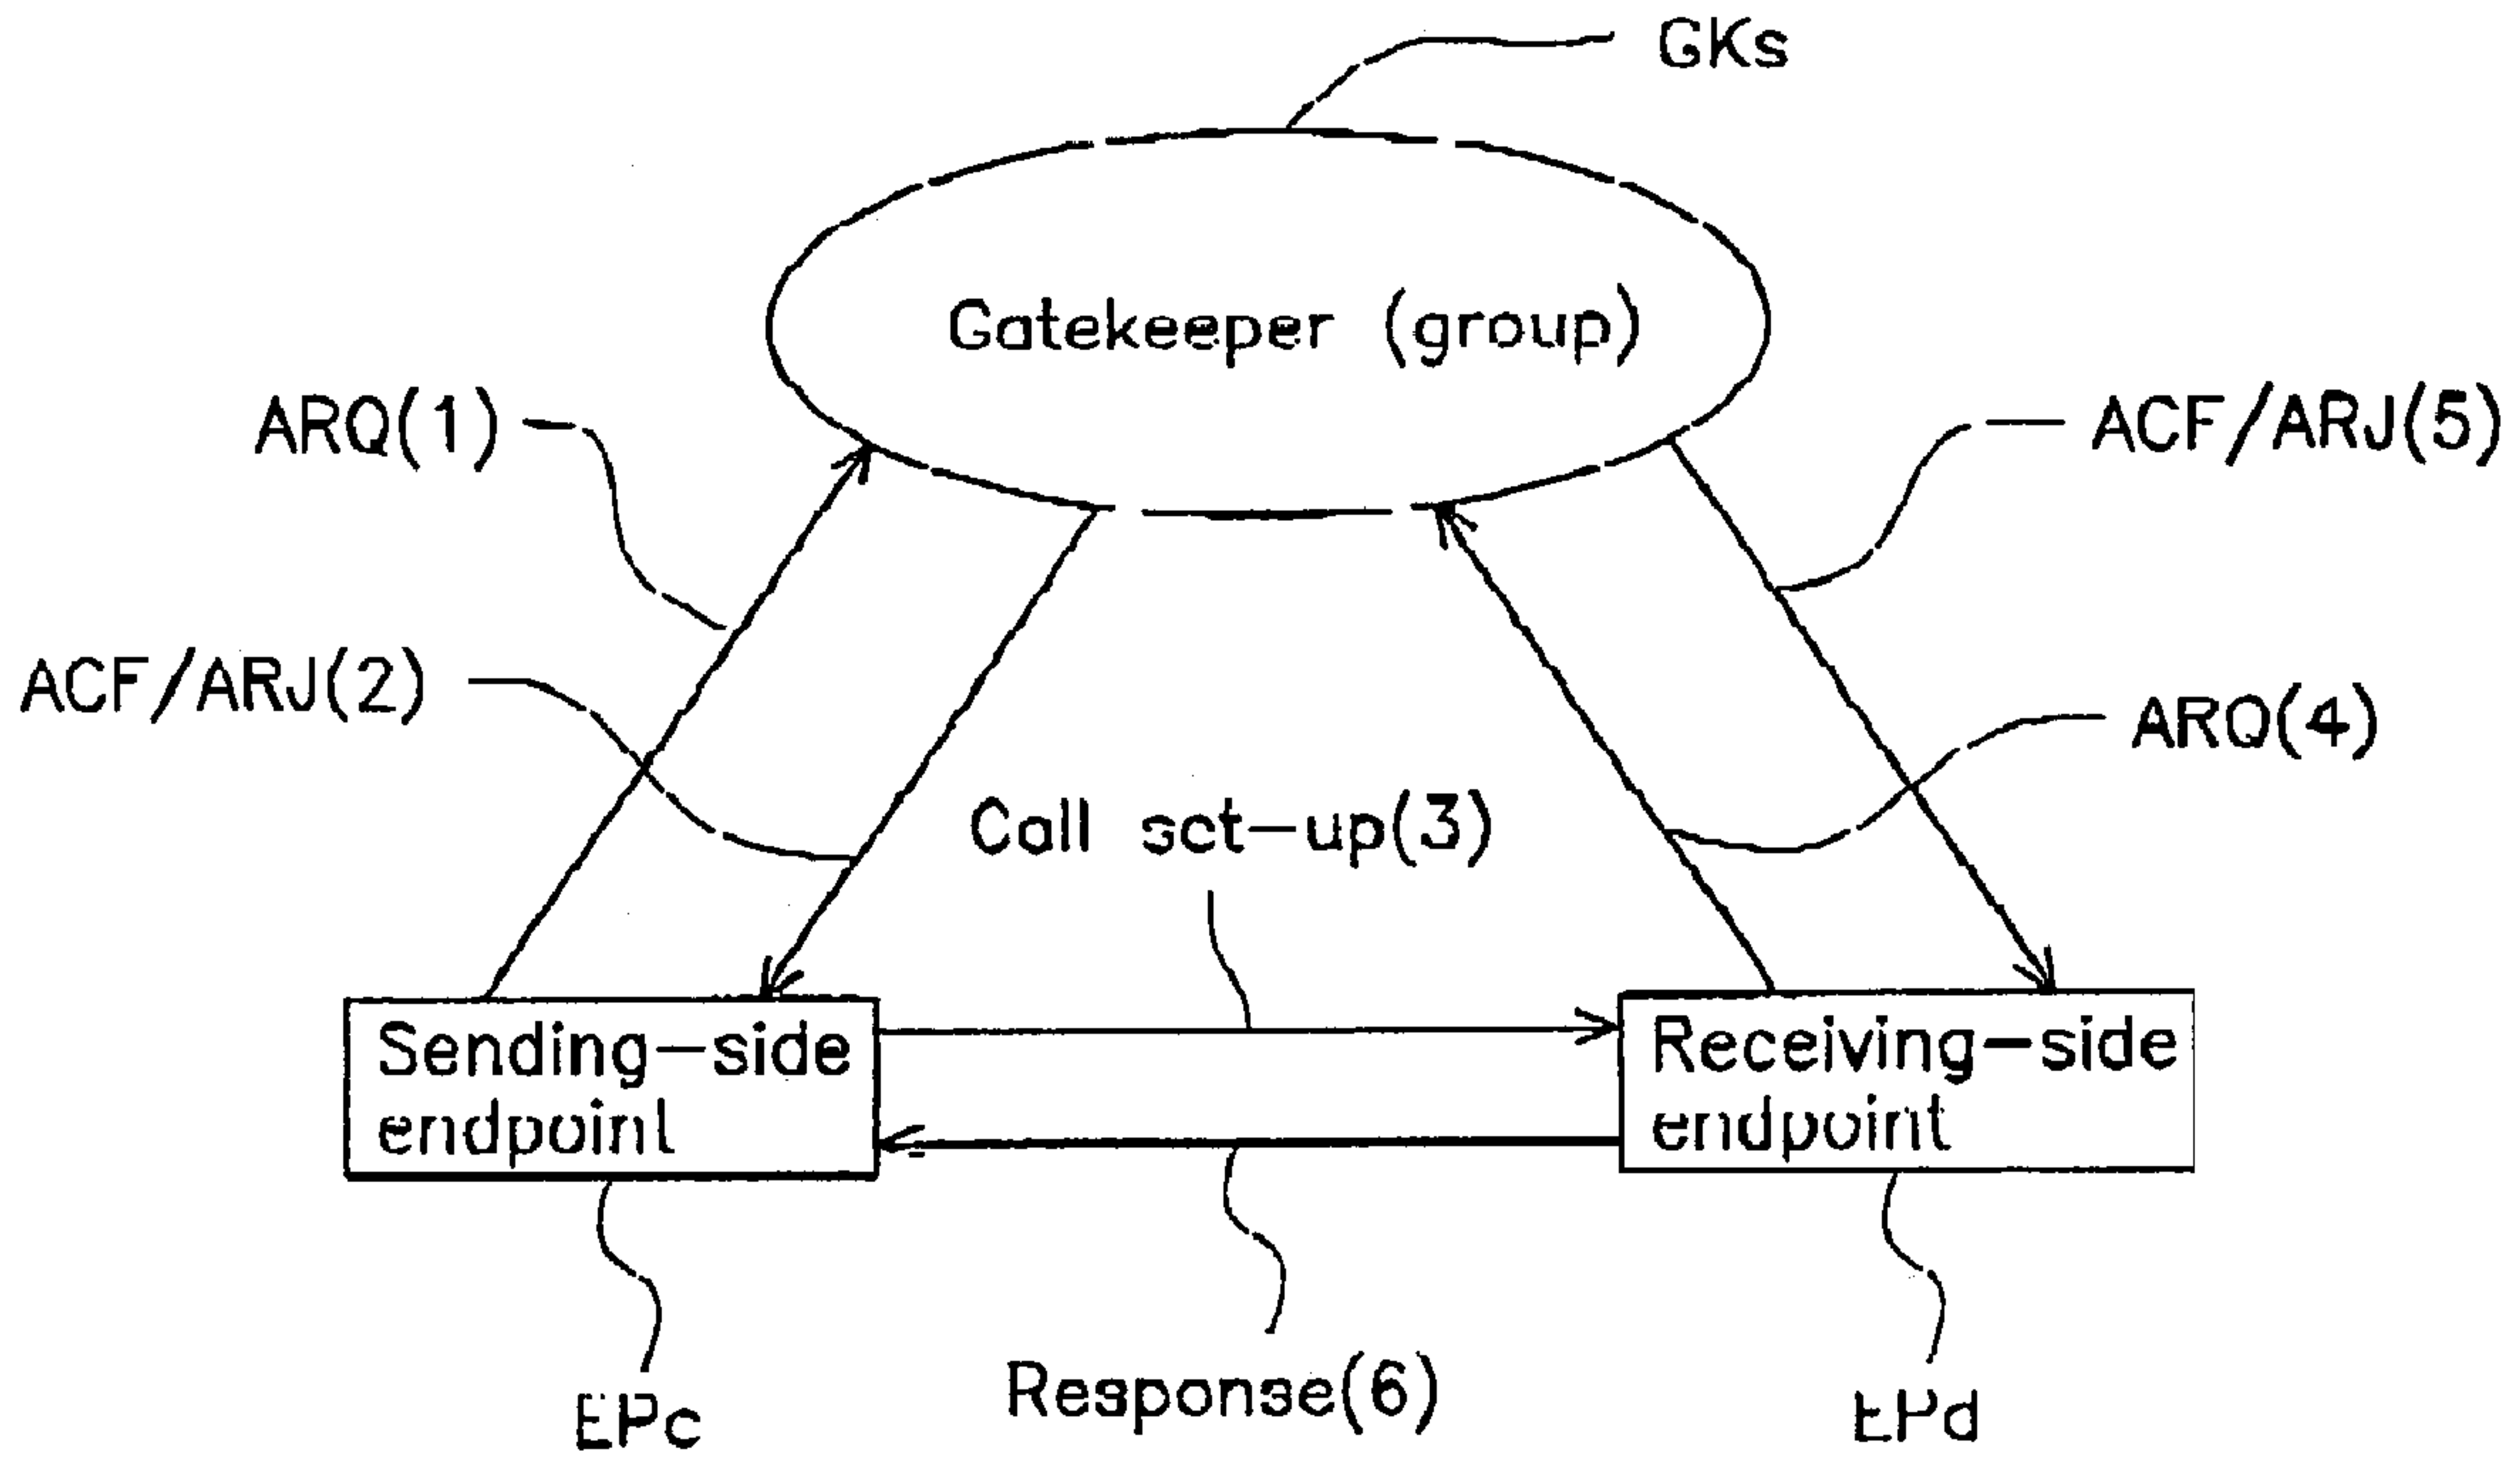 GKs
Gatekeeper (group)
ARQ(1)
ACF/ARJ(5)
ACF/ARJ(2)
ARQ(4)
Call set-up(3)
Sending-side
endpoint
Receiving-side
endpoint
Response(6)
EPc
EPd